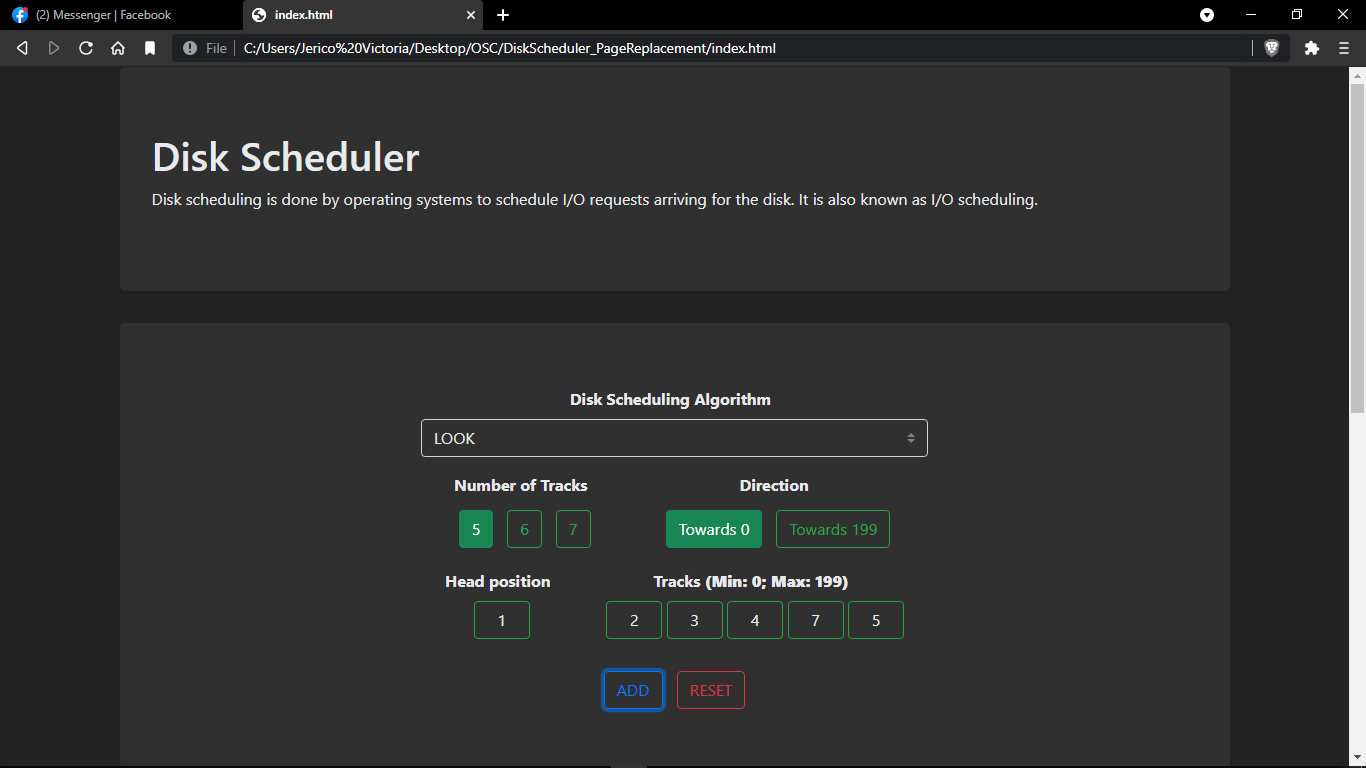 (2) Messenger | Facebook
index.html
File
C:/Users/Jerico%20Victoria/Desktop/OSC/DiskScheduler_PageReplacement/index.html
Disk Scheduler
Disk scheduling is done by operating systems to schedule I/O requests arriving for the disk. It is also known as I/O scheduling.
Disk Scheduling Algorithm
LOOK
Number of Tracks Direction
5 6 7 Towards 0 Towards 199
Head position Tracks (Min: 0; Max: 199)
1 2 3 4 7 5
ADD RESET